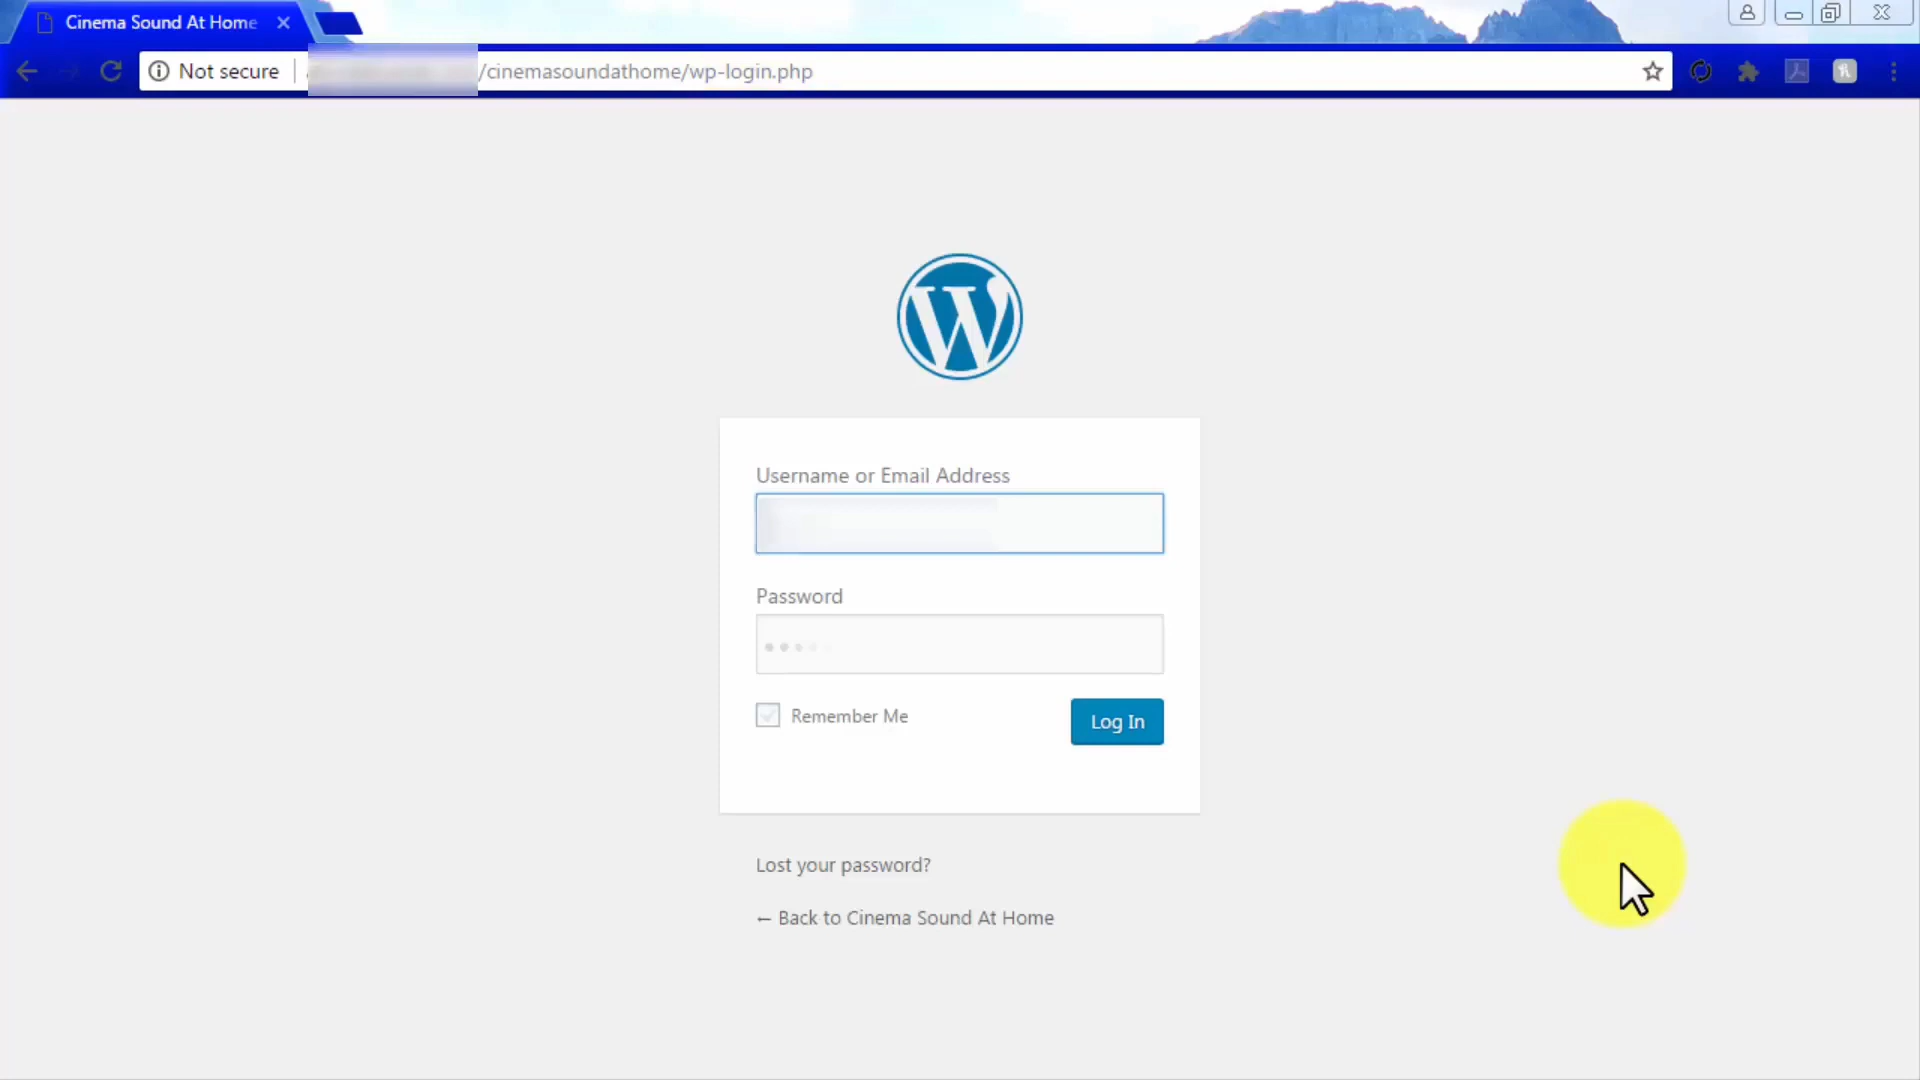 Cinema Sound At Home
Not secure
/cinemasoundathome/wp-login.php
Username or Email Address
Password
Remember Me
Log In
Lost your password?
← Back to Cinema Sound At Home